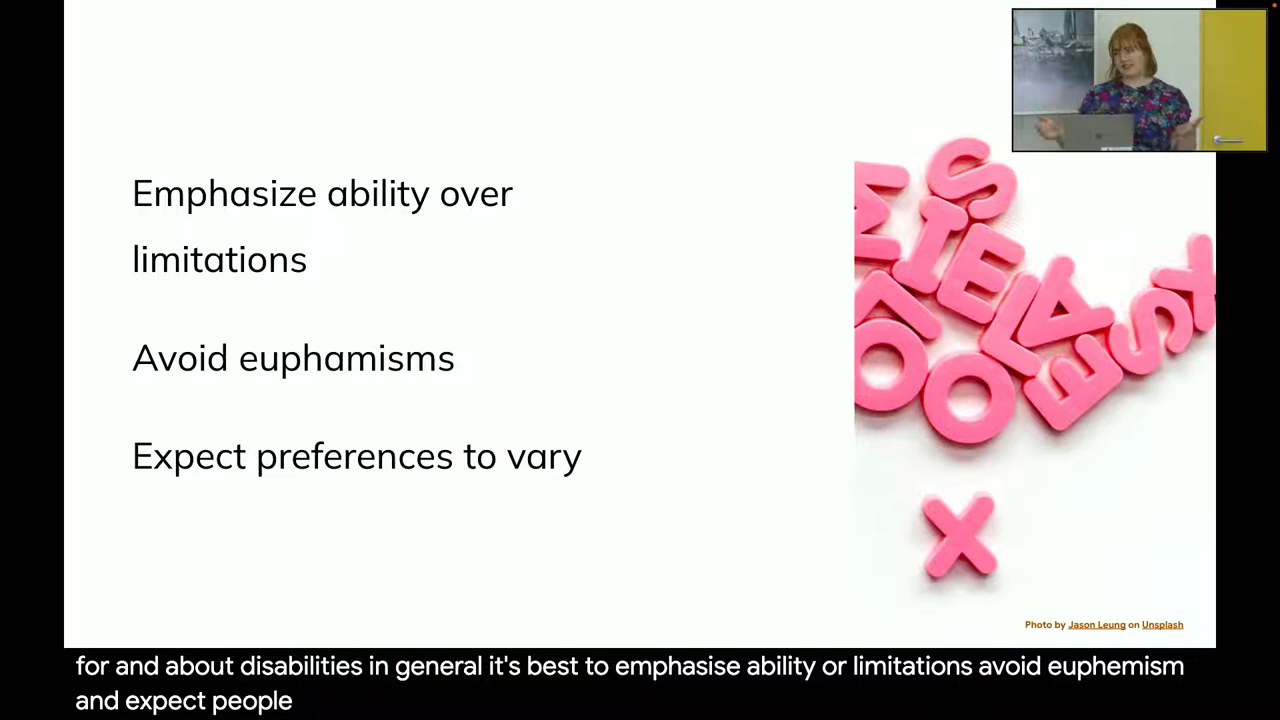 Emphasize ability over
limitations
Avoid euphamisms
Expect preferences to vary
S
I
E
L
A
O
O
E
S
X
X
Photo by Jason Leung on Unsplash
for and about disabilities in general it's best to emphasise ability or limitations avoid euphemism
and expect people